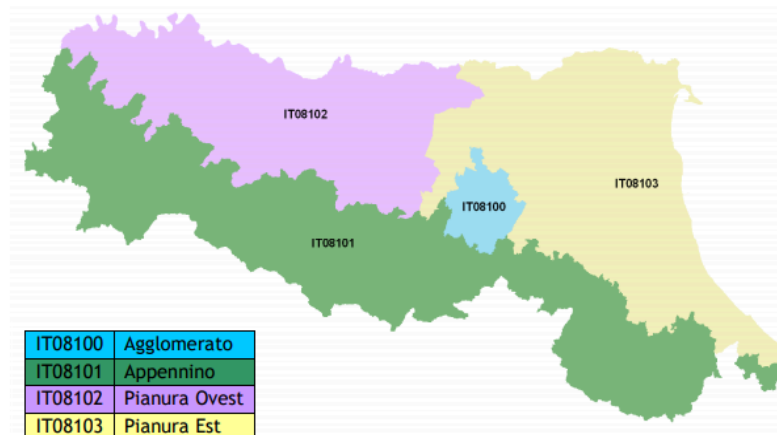 IT08102
IT08103
IT08100
IT08101
IT08100 Agglomerato
IT08101 Appennino
IT08102 Pianura Ovest
IT08103 Pianura Est